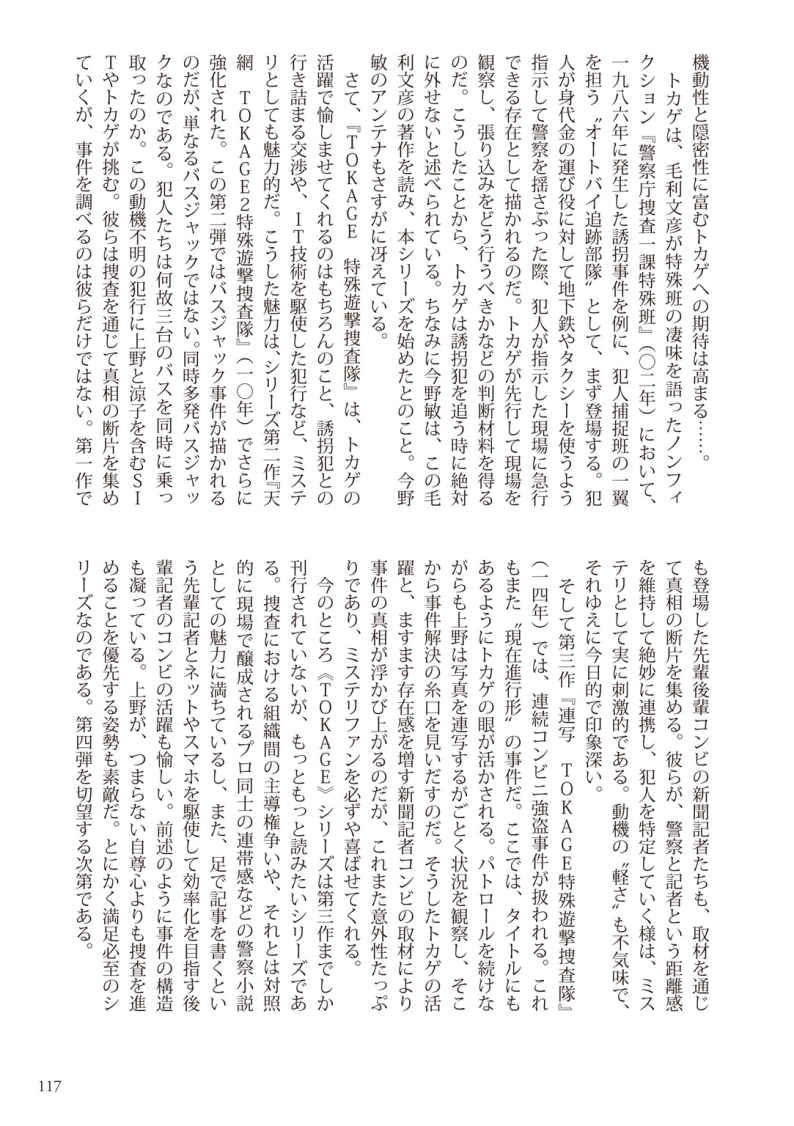 機動性と隠密性に富むトカゲへの期待は高まる……。
トカゲは、毛利文彦が特殊班の凄味を語ったノンフィ
クション『警察庁捜査一課特殊班』（〇二年）において、
一九八六年に発生した誘拐事件を例に、犯人捕捉班の一翼
を担う〝オートバイ追跡部隊〟として、まず登場する。犯
人が身代金の運び役に対して地下鉄やタクシーを使うよう
指示して警察を揺さぶった際、犯人が指示した現場に急行
できる存在として描かれるのだ。トカゲが先行して現場を
観察し、張り込みをどう行うべきかなどの判断材料を得る
のだ。こうしたことから、トカゲは誘拐犯を追う時に絶対
に外せないと述べられている。ちなみに今野敏は、この毛
利文彦の著作を読み、本シリーズを始めたとのこと。今野
敏のアンテナもさすがに冴えている。
さて、『TOKAGE　特殊遊撃捜査隊』は、トカゲの
活躍で愉しませてくれるのはもちろんのこと、誘拐犯との
行き詰まる交渉や、IT技術を駆使した犯行など、ミステ
リとしても魅力的だ。こうした魅力は、シリーズ第二作『天
網　TOKAGE2特殊遊撃捜査隊』（一〇年）でさらに
強化された。この第二弾ではバスジャック事件が描かれる
のだが、単なるバスジャックではない。同時多発バスジャッ
クなのである。犯人たちは何故三台のバスを同時に乗っ
取ったのか。この動機不明の犯行に上野と涼子を含むSI
Tやトカゲが挑む。彼らは捜査を通じて真相の断片を集め
ていくが、事件を調べるのは彼らだけではない。第一作で
も登場した先輩後輩コンビの新聞記者たちも、取材を通じ
て真相の断片を集める。彼らが、警察と記者という距離感
を維持して絶妙に連携し、犯人を特定していく様は、ミス
テリとして実に刺激的である。動機の〝軽さ〟も不気味で、
それゆえに今日的で印象深い。
そして第三作『連写　TOKAGE特殊遊撃捜査隊』
（一四年）では、連続コンビニ強盗事件が扱われる。これ
もまた〝現在進行形〟の事件だ。ここでは、タイトルにも
あるようにトカゲの眼が活かされる。パトロールを続けな
がらも上野は写真を連写するがごとく状況を観察し、そこ
から事件解決の糸口を見いだすのだ。そうしたトカゲの活
躍と、ますます存在感を増す新聞記者コンビの取材により
事件の真相が浮かび上がるのだが、これまた意外性たっぷ
りであり、ミステリファンを必ずや喜ばせてくれる。
今のところ《TOKAGE》シリーズは第三作までしか
刊行されていないが、もっともっと読みたいシリーズであ
る。捜査における組織間の主導権争いや、それとは対照
的に現場で醸成されるプロ同士の連帯感などの警察小説
としての魅力に満ちているし、また、足で記事を書くとい
う先輩記者とネットやスマホを駆使して効率化を目指す後
輩記者のコンビの活躍も愉しい。前述のように事件の構造
も凝っている。上野が、つまらない自尊心よりも捜査を進
めることを優先する姿勢も素敵だ。とにかく満足必至のシ
リーズなのである。第四弾を切望する次第である。
117